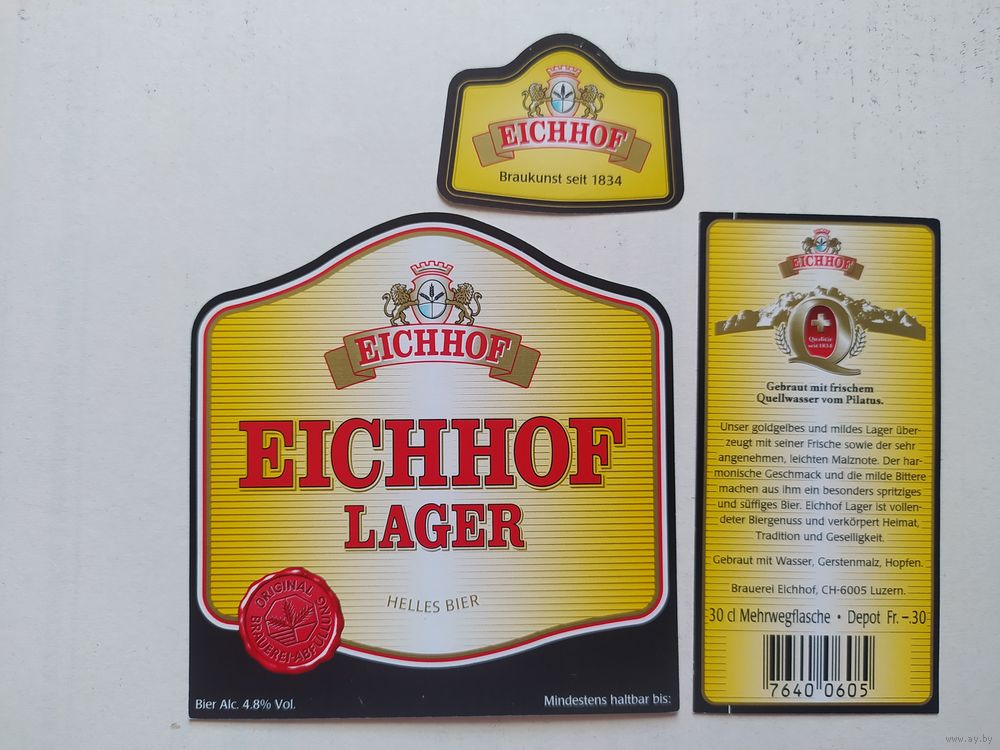 EICHHOF
Braukunst seit 1834
EICHHOF
EICHHOF
LAGER
HELLES BIER
ORIGINAL
BRAUEREI-ABFÜLLUNG
Bier Alc. 4.8% Vol.
Mindestens haltbar bis:
EICHHOF
Qualität
seit 1834
Gebraut mit frischem
Quellwasser vom Pilatus.
Unser goldgelbes und mildes Lager über-
zeugt mit seiner Frische sowie der sehr
angenehmen, leichten Malznote. Der har-
monische Geschmack und die milde Bittere
machen aus ihm ein besonders spritziges
und süffiges Bier. Eichhof Lager ist vollen-
deter Biergenuss und verkörpert Heimat,
Tradition und Geselligkeit.
Gebraut mit Wasser, Gerstenmalz, Hopfen.
Brauerei Eichhof, CH-6005 Luzern.
30 cl Mehrwegflasche • Depot Fr. –.30
7640 0605
www.ay.by